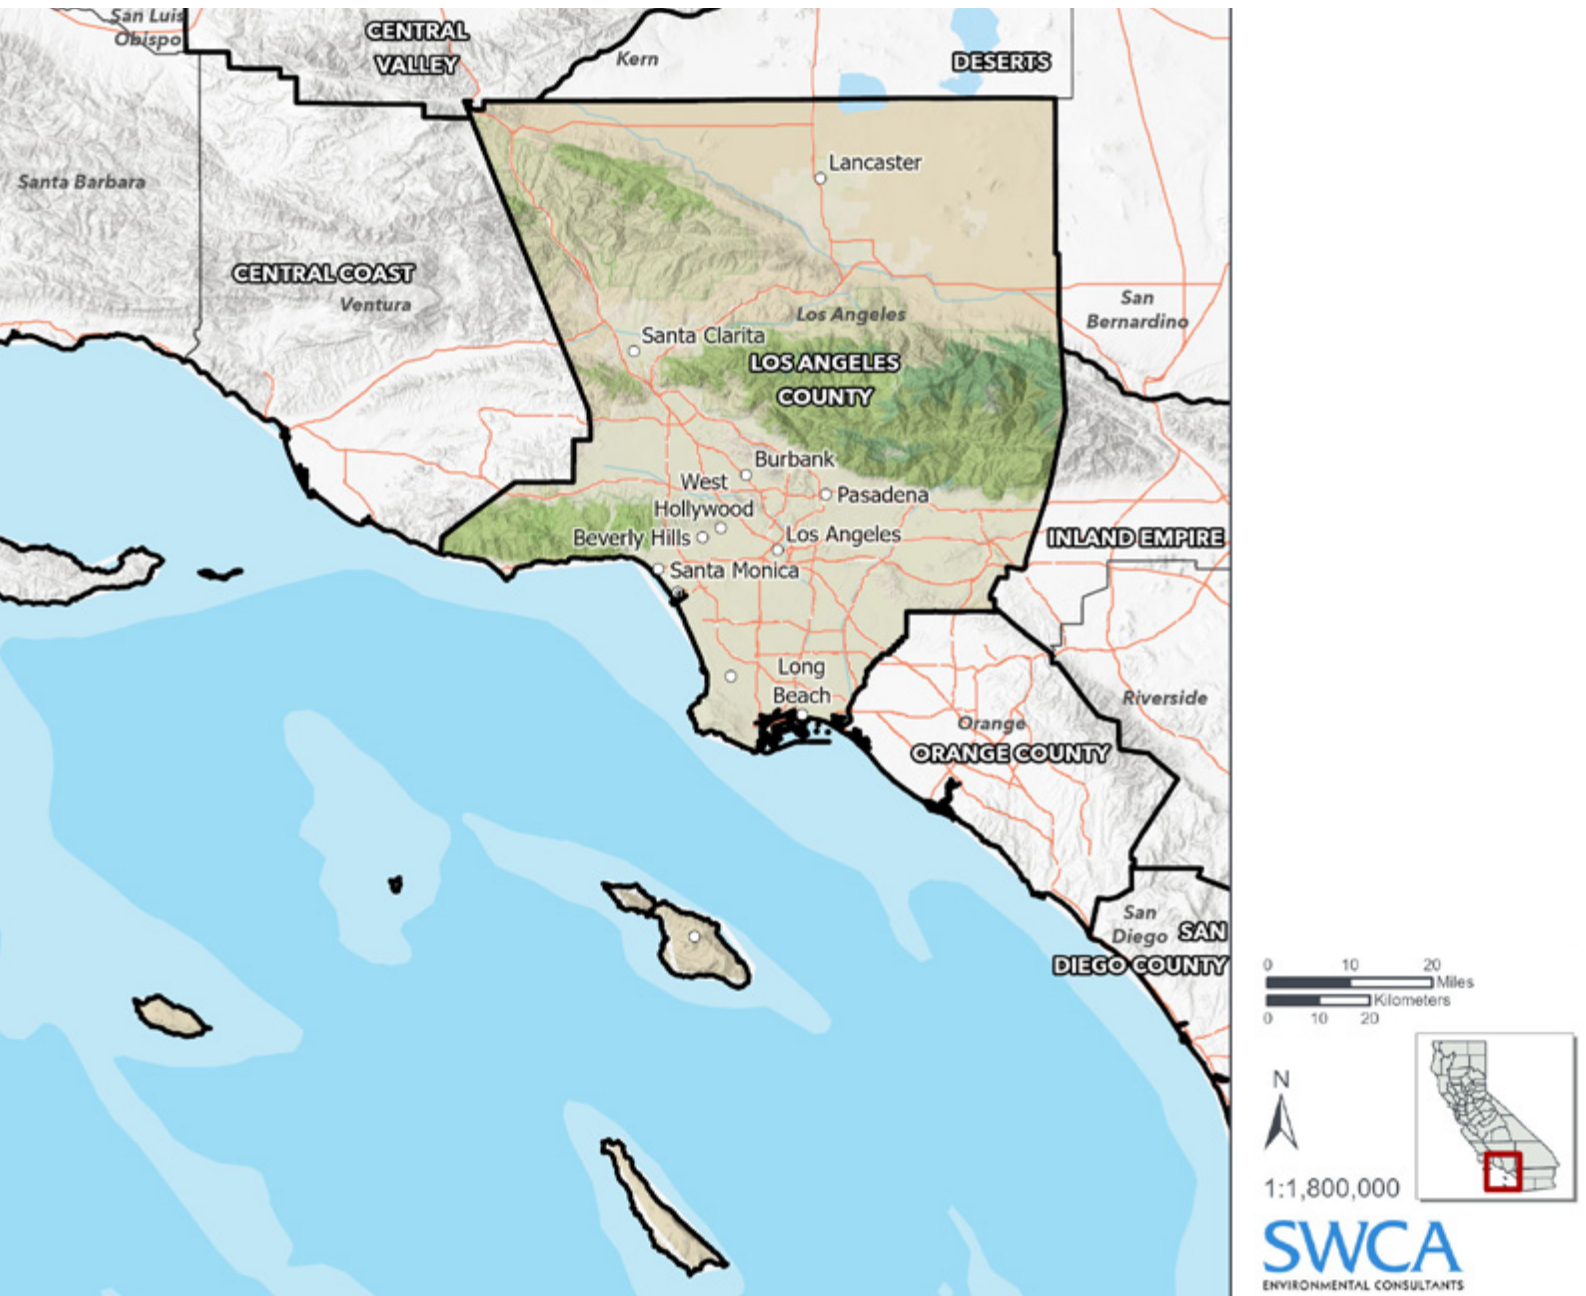 San Luis
Obispo
CENTRAL
VALLEY
Kern
DESERTS
Lancaster
Santa Barbara
CENTRAL COAST
Ventura
San
Bernardino
Los Angeles
Santa Clarita
LOS ANGELES
COUNTY
Burbank
West
Hollywood
Pasadena
Beverly Hills
Los Angeles
INLAND EMPIRE
Santa Monica
Long
Beach
Riverside
Orange
ORANGE COUNTY
San
Diego
SAN
DIEGO COUNTY
0 10 20
Miles
Kilometers
0 10 20
N
1:1,800,000
SWCA
ENVIRONMENTAL CONSULTANTS